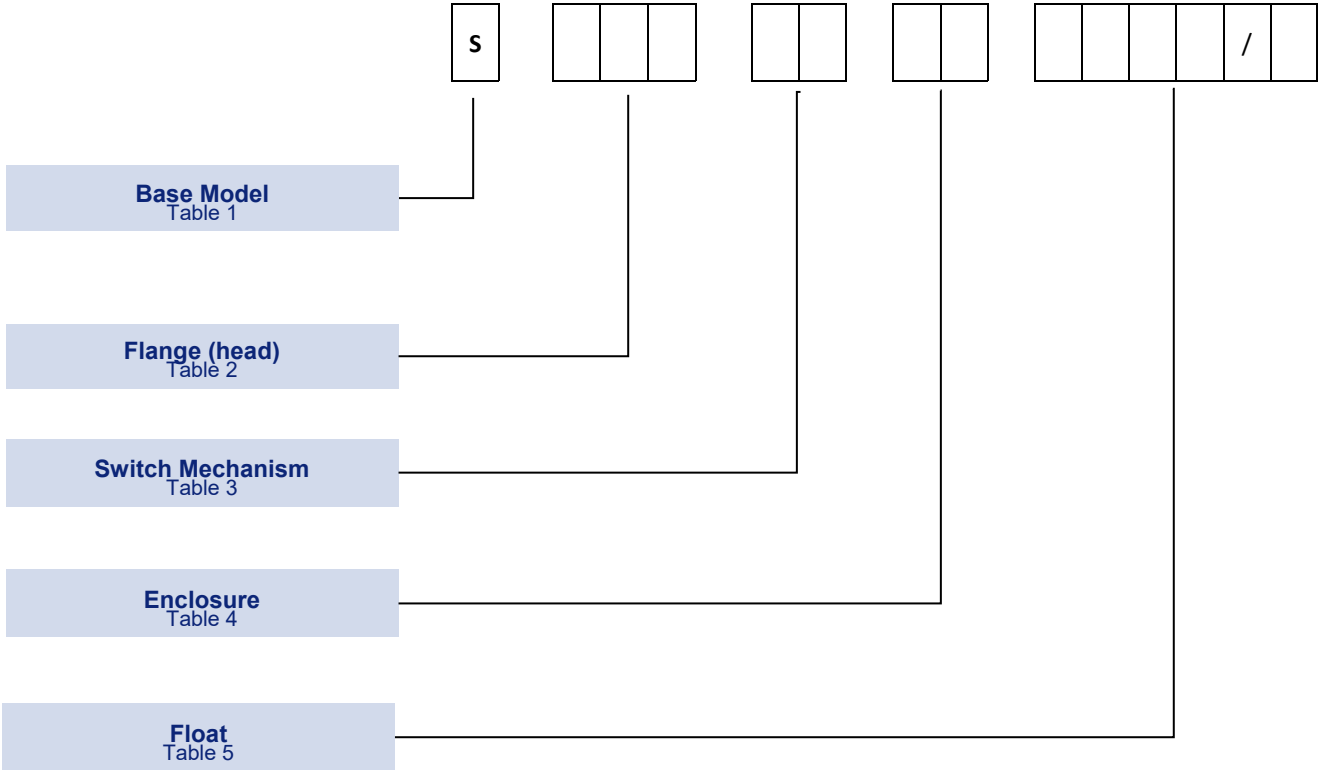 S
/
Base Model
Table 1
Flange (head)
Table 2
Switch Mechanism
Table 3
Enclosure
Table 4
Float
Table 5